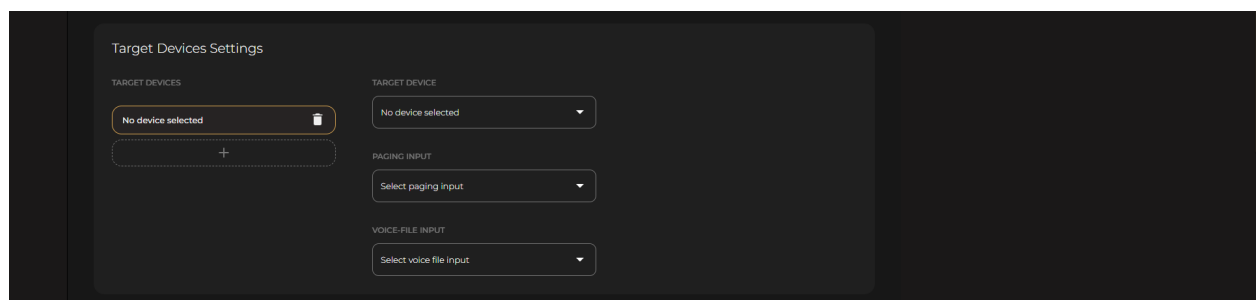 Target Devices Settings
TARGET DEVICES
No device selected
+
TARGET DEVICE
No device selected
PAGING INPUT
Select paging input
VOICE-FILE INPUT
Select voice file input